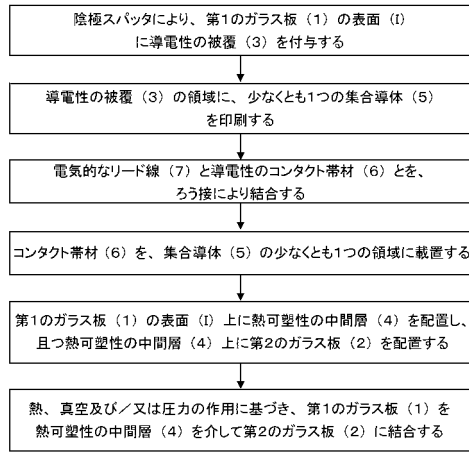 陰極スパッタにより、第1のガラス板（1）の表面（I）
に導電性の被覆（3）を付与する
導電性の被覆（3）の領域に、少なくとも1つの集合導体（5）
を印刷する
電気的なリード線（7）と導電性のコンタクト帯材（6）とを、
ろう接により結合する
コンタクト帯材（6）を、集合導体（5）の少なくとも1つの領域に載置する
第1のガラス板（1）の表面（I）上に熱可塑性の中間層（4）を配置し、
且つ熱可塑性の中間層（4）上に第2のガラス板（2）を配置する
熱、真空及び／又は圧力の作用に基づき、第1のガラス板（1）を
熱可塑性の中間層（4）を介して第2のガラス板（2）に結合する